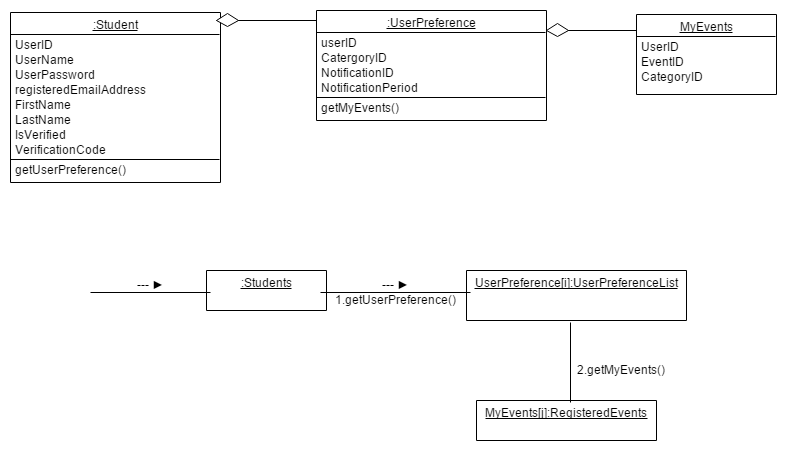 :Student
UserID
UserName
UserPassword
registeredEmailAddress
FirstName
LastName
IsVerified
VerificationCode
getUserPreference()
:UserPreference
userID
CatergoryID
NotificationID
NotificationPeriod
getMyEvents()
MyEvents
UserID
EventID
CategoryID
--- ►
:Students
--- ►
1.getUserPreference()
UserPreference[i]:UserPreferenceList
2.getMyEvents()
MyEvents[j]:RegisteredEvents